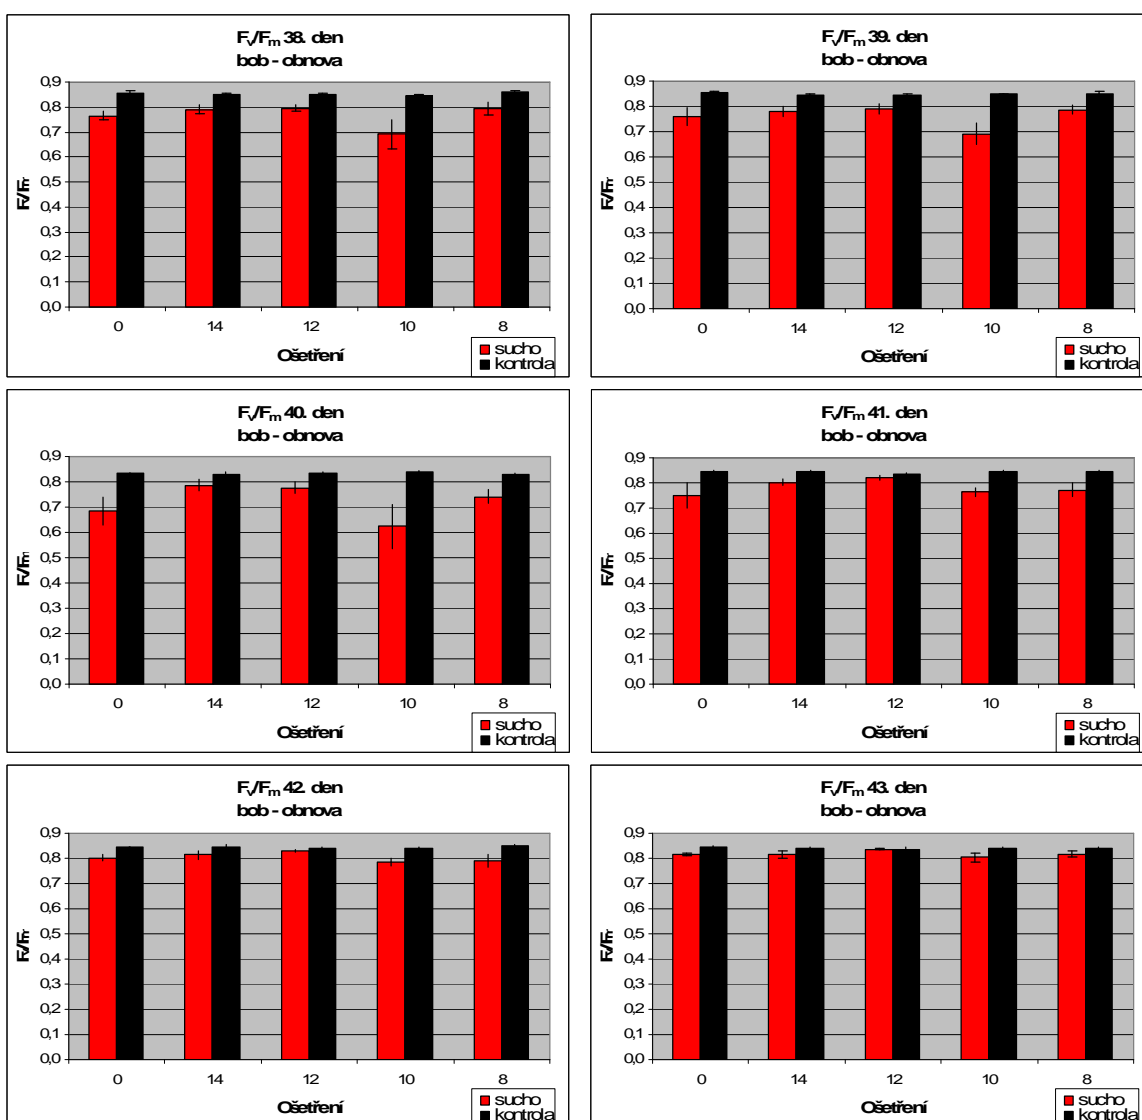 Fv/Fm 38. den
bob - obnova
0,9
0,8
0,7
0,6
0,5
0,4
0,3
0,2
0,1
0,0
Fv/Fm
0 14 12 10 8
Ošetření
sucho
kontrola
Fv/Fm 39. den
bob - obnova
0,9
0,8
0,7
0,6
0,5
0,4
0,3
0,2
0,1
0,0
Fv/Fm
0 14 12 10 8
Ošetření
sucho
kontrola
Fv/Fm 40. den
bob - obnova
0,9
0,8
0,7
0,6
0,5
0,4
0,3
0,2
0,1
0,0
Fv/Fm
0 14 12 10 8
Ošetření
sucho
kontrola
Fv/Fm 41. den
bob - obnova
0,9
0,8
0,7
0,6
0,5
0,4
0,3
0,2
0,1
0,0
Fv/Fm
0 14 12 10 8
Ošetření
sucho
kontrola
Fv/Fm 42. den
bob - obnova
0,9
0,8
0,7
0,6
0,5
0,4
0,3
0,2
0,1
0,0
Fv/Fm
0 14 12 10 8
Ošetření
sucho
kontrola
Fv/Fm 43. den
bob - obnova
0,9
0,8
0,7
0,6
0,5
0,4
0,3
0,2
0,1
0,0
Fv/Fm
0 14 12 10 8
Ošetření
sucho
kontrola